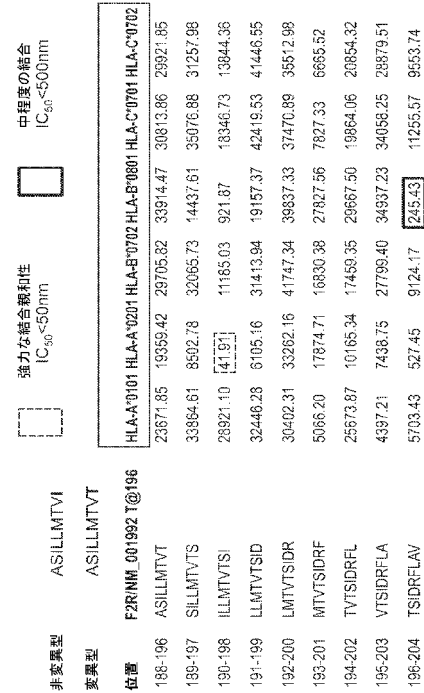 非変異型 ASILLMTVI
変異型 ASILLMTVT
強力な結合親和性
IC₅₀<50nm
中程度の結合
IC₅₀<500nm
位置 F2R/NM_001992 T@196 HLA-A*0101 HLA-A*0201 HLA-B*0702 HLA-B*0801 HLA-C*0701 HLA-C*0702
188-196 ASILLMTVT 23671.85 19359.42 29705.82 33914.47 30813.86 29921.85
189-197 SILLMTVTS 33864.61 8502.78 32065.73 14437.61 35076.88 31257.98
190-198 ILLMTVTSI 28921.10 47.91 11185.03 921.87 18346.73 13844.36
191-199 LLMTVTSID 32446.28 6105.16 31413.94 19157.37 42419.53 41446.55
192-200 LMTVTSIDR 30402.31 33262.16 41747.34 39837.33 37470.89 35512.98
193-201 MTVTSIDRF 5066.20 17874.71 16830.38 27827.56 7827.33 6665.52
194-202 TVTSIDRFL 25673.87 10165.34 17459.35 29667.50 19864.06 20854.32
195-203 VTSIDRFLA 4397.21 7438.75 27799.40 34937.23 34058.25 28879.51
196-204 TSIDRFLAV 5703.43 527.45 9124.17 245.43 11255.57 9553.74